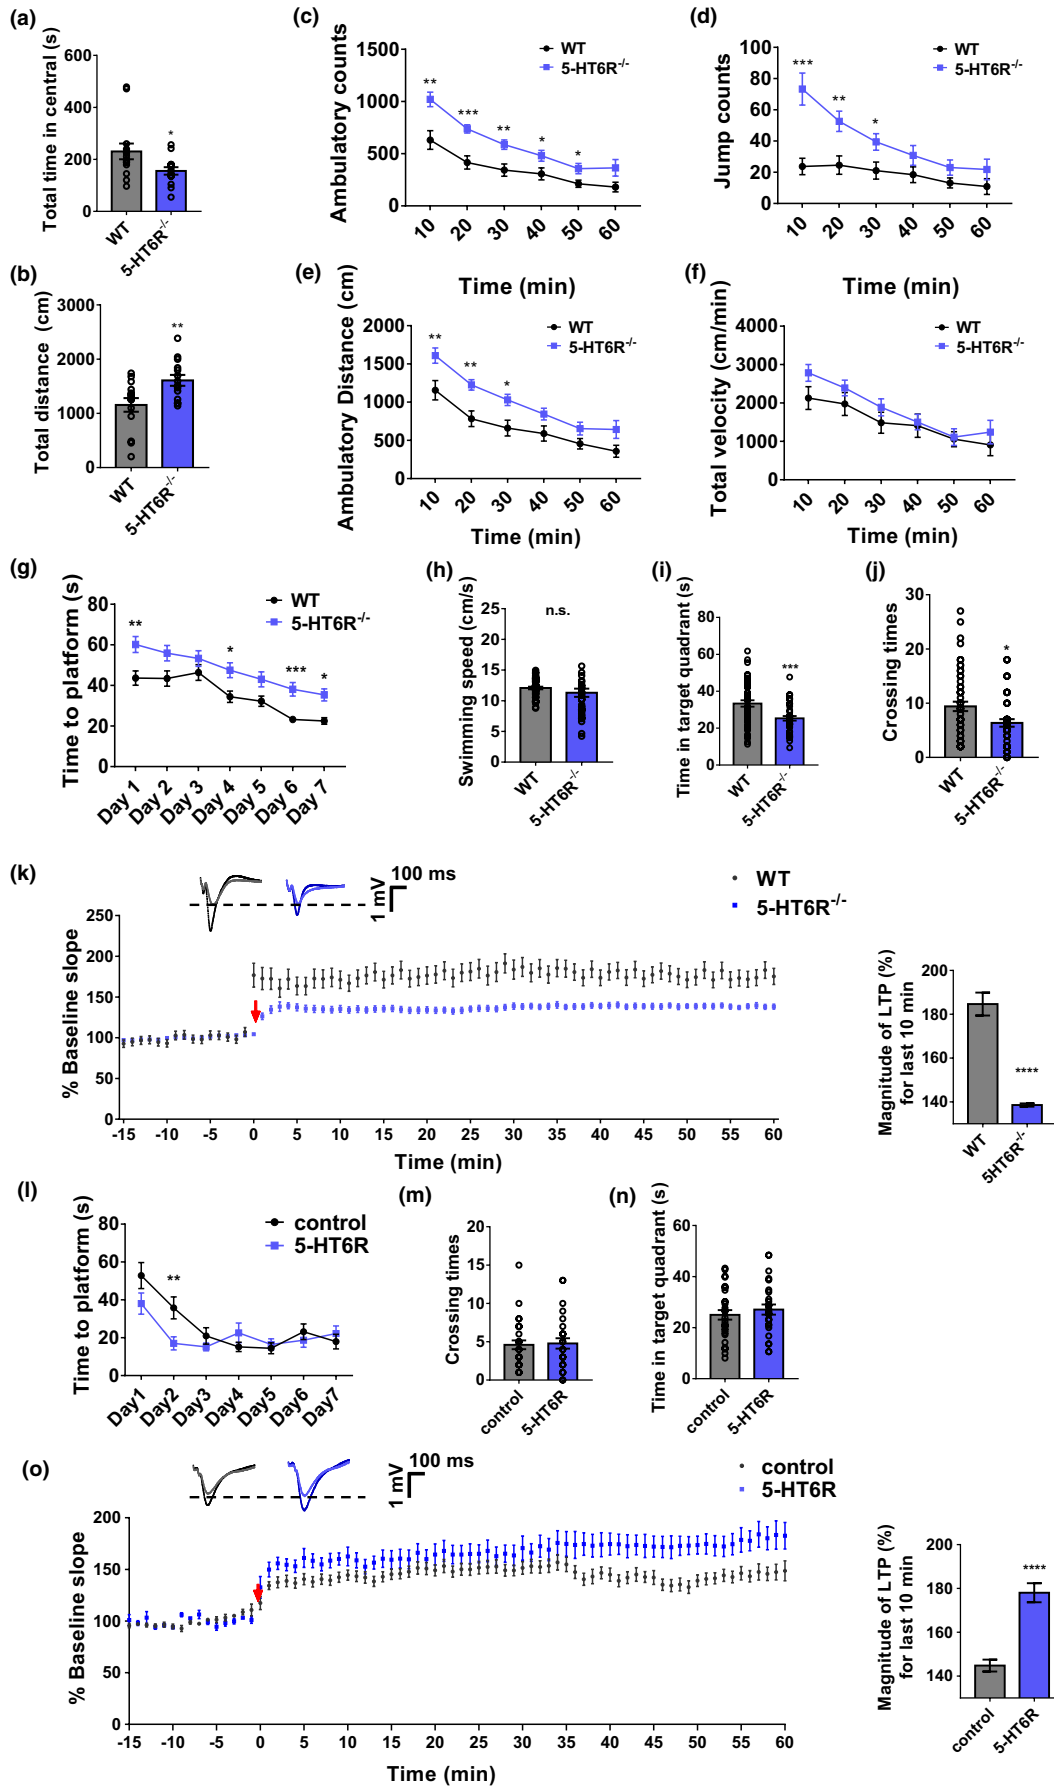 (a)
Total time in central (s)
600
400
200
0
*
WT
5-HT6R-/-
(c)
Ambulatory counts
1500
1000
500
0
WT
5-HT6R-/-
**
***
**
*
*
10
20
30
40
50
60
Time (min)
(d)
Jump counts
100
80
60
40
20
0
WT
5-HT6R-/-
***
**
*
10
20
30
40
50
60
Time (min)
(b)
Total distance (cm)
3000
2000
1000
0
**
WT
5-HT6R-/-
(e)
Ambulatory Distance (cm)
2000
1500
1000
500
0
WT
5-HT6R-/-
**
**
*
10
20
30
40
50
60
Time (min)
(f)
Total velocity (cm/min)
4000
3000
2000
1000
0
WT
5-HT6R-/-
10
20
30
40
50
60
Time (min)
(g)
Time to platform (s)
80
60
40
20
0
WT
5-HT6R-/-
**
*
***
*
Day 1
Day 2
Day 3
Day 4
Day 5
Day 6
Day 7
(h)
Swimming speed (cm/s)
25
20
15
10
5
0
n.s.
WT
5-HT6R-/-
(i)
Time in target quadrant (s)
80
60
40
20
0
***
WT
5-HT6R-/-
(j)
Crossing times
30
20
10
0
*
WT
5-HT6R-/-
(k)
100 ms
1 mV
WT
5-HT6R-/-
% Baseline slope
250
200
150
100
50
0
-15
-10
-5
0
5
10
15
20
25
30
35
40
45
50
55
60
Time (min)
Magnitude of LTP (%)
for last 10 min
200
180
160
140
****
WT
5HT6R-/-
(l)
Time to platform (s)
80
60
40
20
0
control
5-HT6R
**
Day1
Day2
Day3
Day4
Day5
Day6
Day7
(m)
Crossing times
20
15
10
5
0
control
5-HT6R
(n)
Time in target quadrant (s)
60
40
20
0
control
5-HT6R
(o)
100 ms
1 mV
control
5-HT6R
% Baseline slope
200
150
100
50
0
-15
-10
-5
0
5
10
15
20
25
30
35
40
45
50
55
60
Time (min)
Magnitude of LTP (%)
for last 10 min
200
180
160
140
****
control
5-HT6R